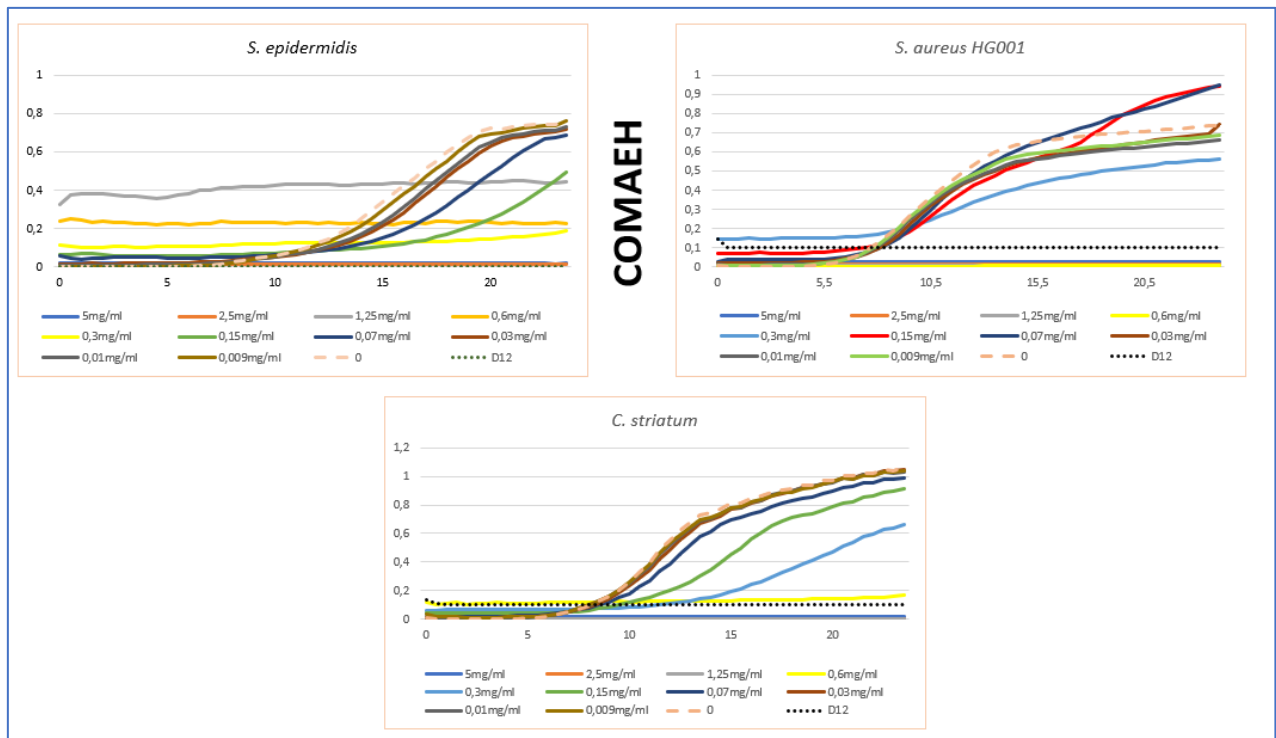 S. epidermidis
1
0,8
0,6
0,4
0,2
0
0 5 10 15 20
5mg/ml 2,5mg/ml 1,25mg/ml 0,6mg/ml
0,3mg/ml 0,15mg/ml 0,07mg/ml 0,03mg/ml
0,01mg/ml 0,009mg/ml 0 D12
COMAEH
S. aureus HG001
1
0,9
0,8
0,7
0,6
0,5
0,4
0,3
0,2
0,1
0
0 5,5 10,5 15,5 20,5
5mg/ml 2,5mg/ml 1,25mg/ml 0,6mg/ml
0,3mg/ml 0,15mg/ml 0,07mg/ml 0,03mg/ml
0,01mg/ml 0,009mg/ml 0 D12
C. striatum
1,2
1
0,8
0,6
0,4
0,2
0
0 5 10 15 20
5mg/ml 2,5mg/ml 1,25mg/ml 0,6mg/ml
0,3mg/ml 0,15mg/ml 0,07mg/ml 0,03mg/ml
0,01mg/ml 0,009mg/ml 0 D12